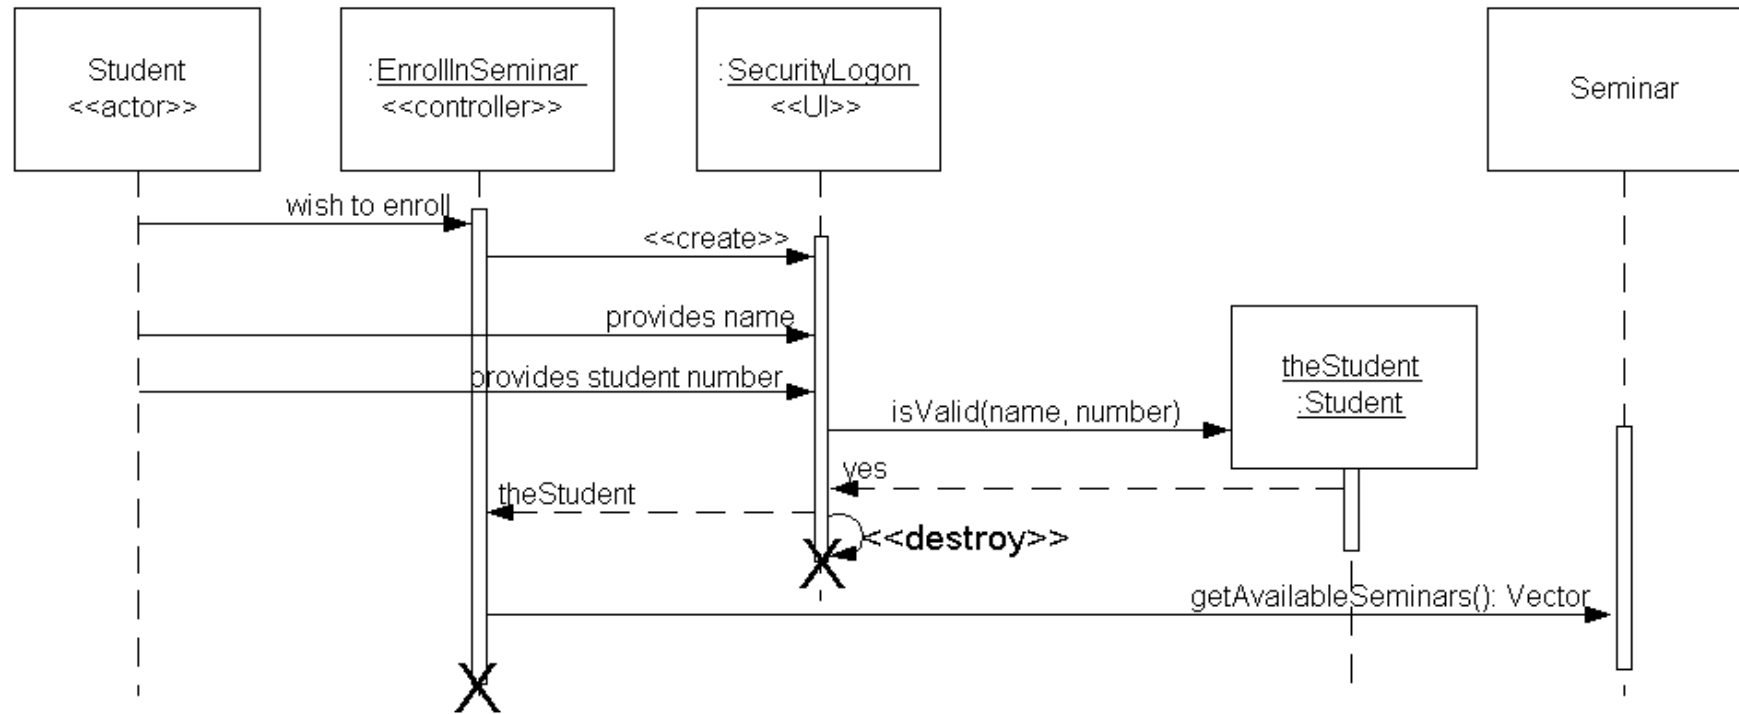 Student
<<actor>>
:EnrollInSeminar
<<controller>>
:SecurityLogon
<<UI>>
Seminar
wish to enroll
<<create>>
provides name
provides student number
theStudent
:Student
isValid(name, number)
yes
theStudent
<<destroy>>
getAvailableSeminars(): Vector